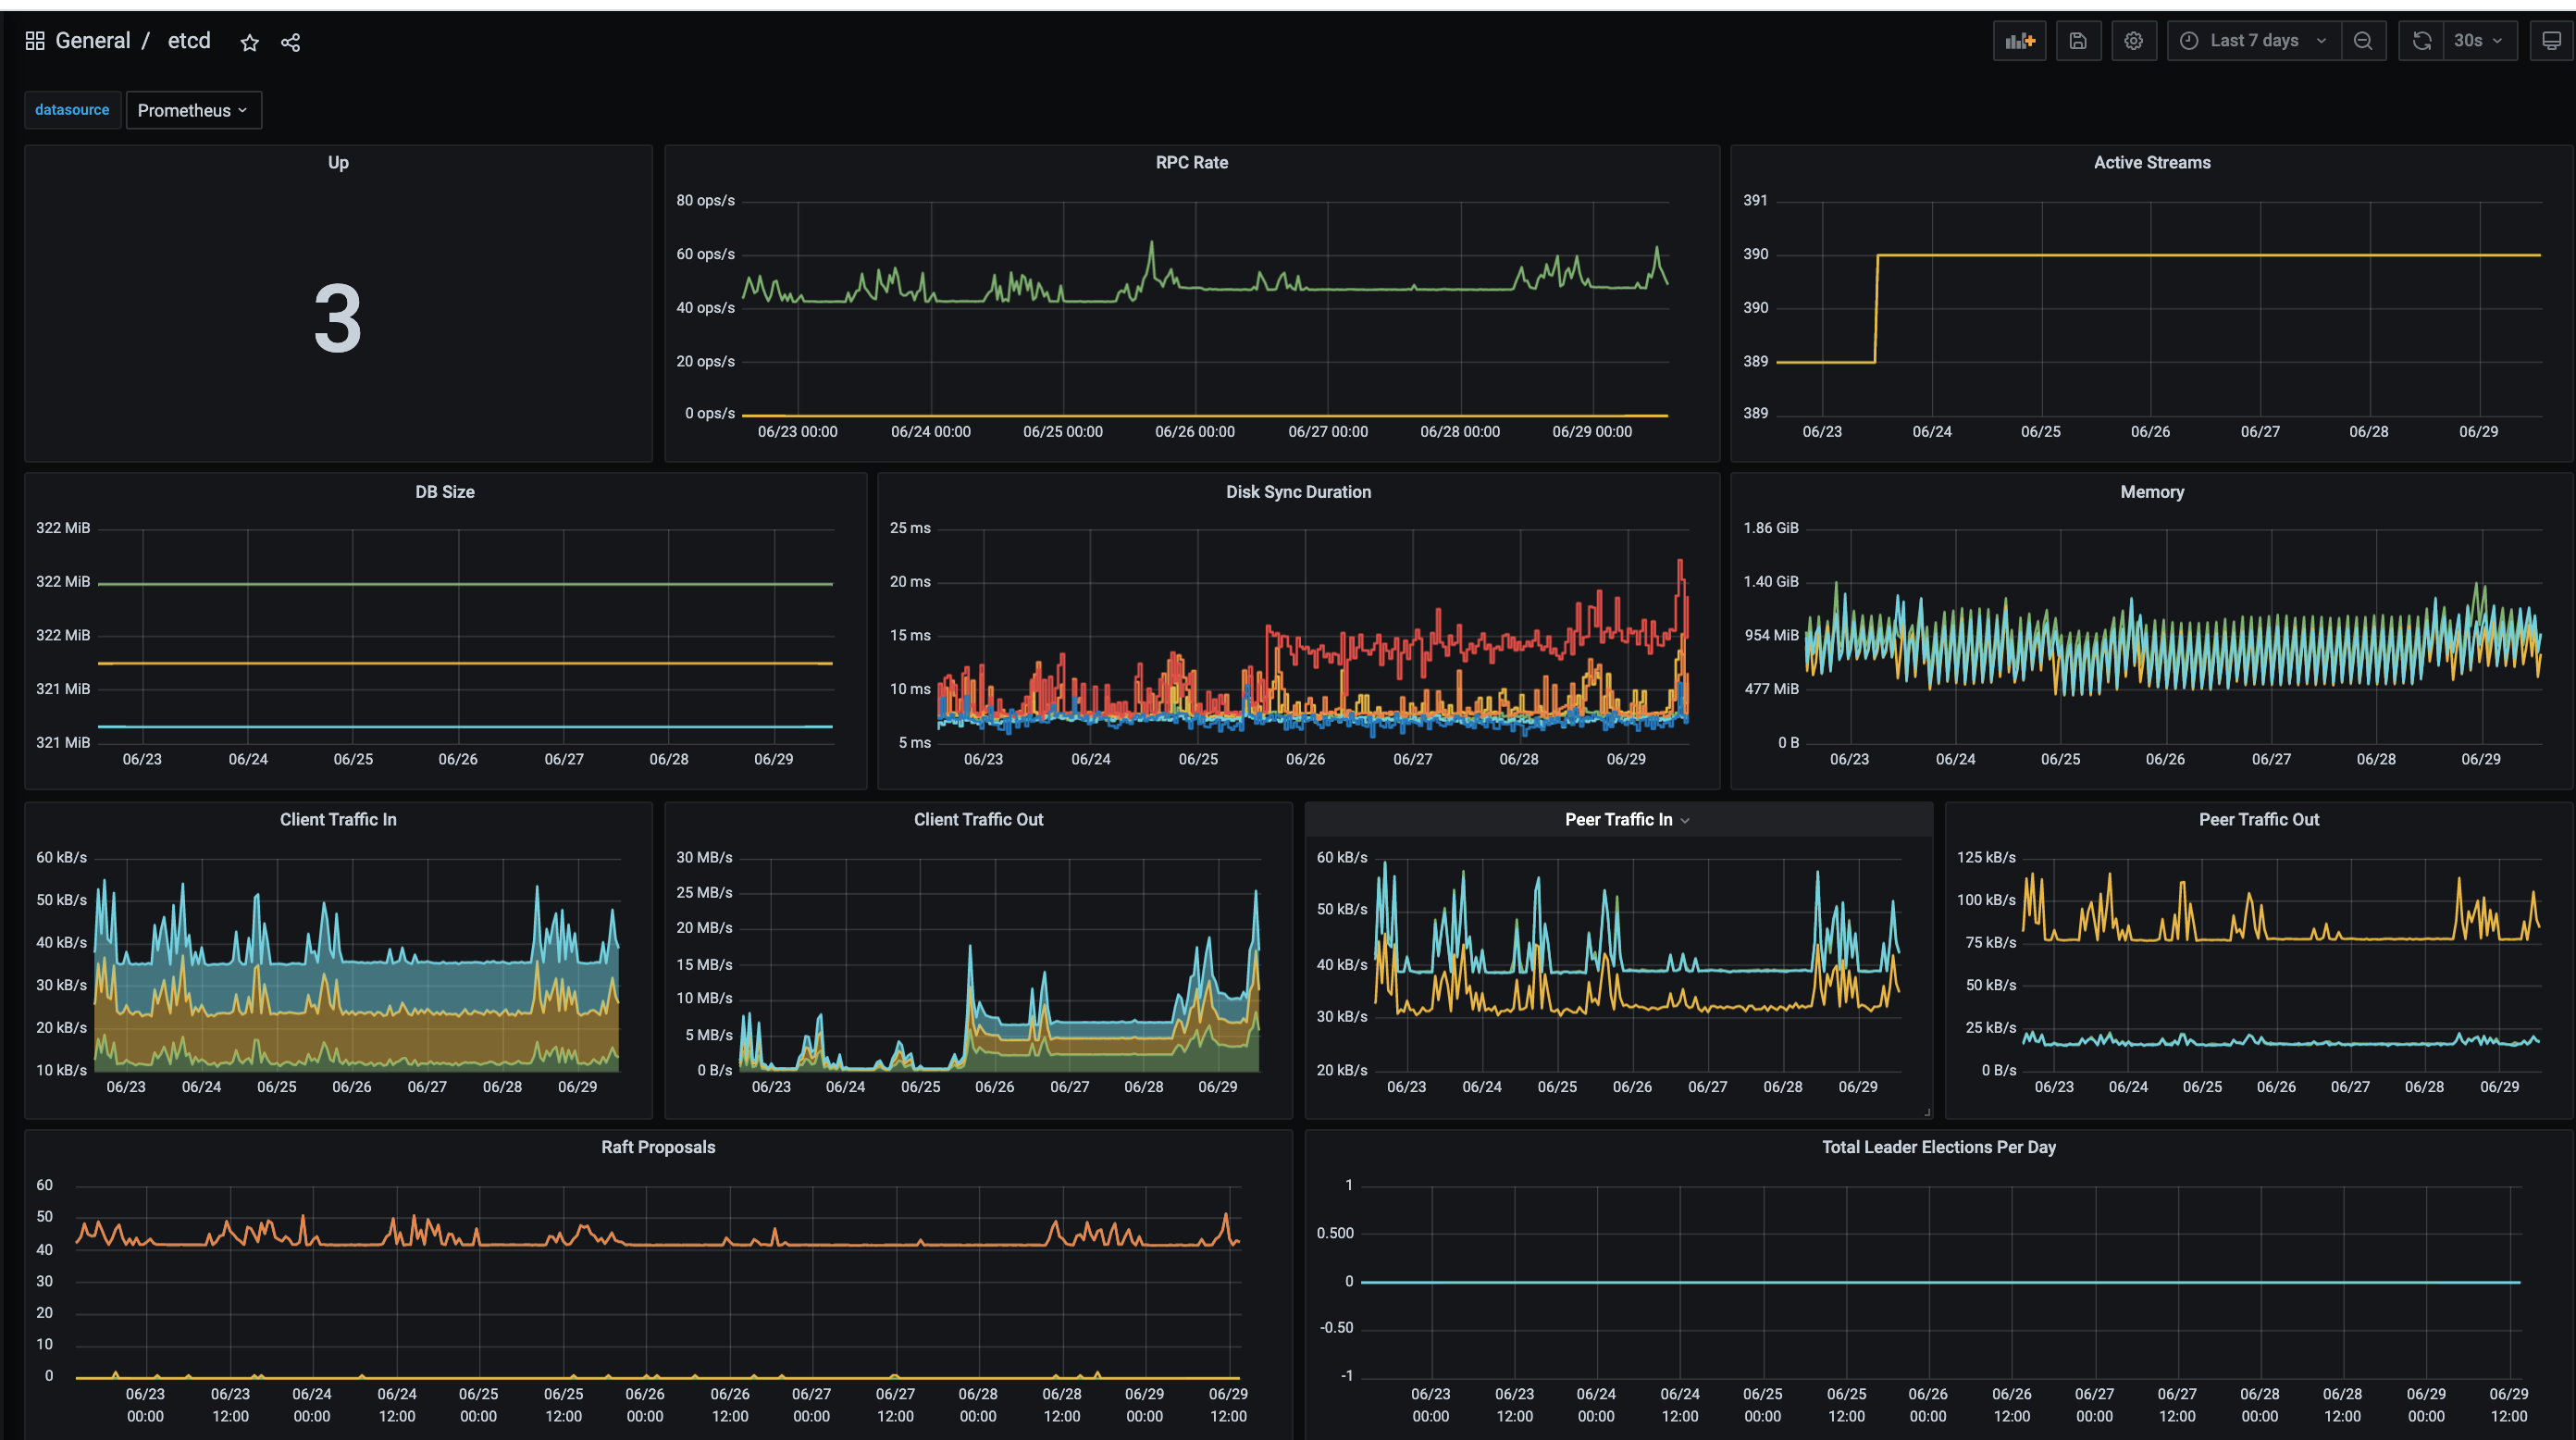 General / etcd
Last 7 days
30s
datasource Prometheus
Up
3
RPC Rate
80 ops/s
60 ops/s
40 ops/s
20 ops/s
0 ops/s
06/23 00:00 06/24 00:00 06/25 00:00 06/26 00:00 06/27 00:00 06/28 00:00 06/29 00:00
Active Streams
391
390
390
389
389
06/23 06/24 06/25 06/26 06/27 06/28 06/29
DB Size
322 MiB
322 MiB
322 MiB
321 MiB
321 MiB
06/23 06/24 06/25 06/26 06/27 06/28 06/29
Disk Sync Duration
25 ms
20 ms
15 ms
10 ms
5 ms
06/23 06/24 06/25 06/26 06/27 06/28 06/29
Memory
1.86 GiB
1.40 GiB
954 MiB
477 MiB
0 B
06/23 06/24 06/25 06/26 06/27 06/28 06/29
Client Traffic In
60 kB/s
50 kB/s
40 kB/s
30 kB/s
20 kB/s
10 kB/s
06/23 06/24 06/25 06/26 06/27 06/28 06/29
Client Traffic Out
30 MB/s
25 MB/s
20 MB/s
15 MB/s
10 MB/s
5 MB/s
0 B/s
06/23 06/24 06/25 06/26 06/27 06/28 06/29
Peer Traffic In
60 kB/s
50 kB/s
40 kB/s
30 kB/s
20 kB/s
06/23 06/24 06/25 06/26 06/27 06/28 06/29
Peer Traffic Out
125 kB/s
100 kB/s
75 kB/s
50 kB/s
25 kB/s
0 B/s
06/23 06/24 06/25 06/26 06/27 06/28 06/29
Raft Proposals
60
50
40
30
20
10
0
06/23 06/23 06/24 06/24 06/25 06/25 06/26 06/26 06/27 06/27 06/28 06/28 06/29 06/29
00:00 12:00 00:00 12:00 00:00 12:00 00:00 12:00 00:00 12:00 00:00 12:00 00:00 12:00
Total Leader Elections Per Day
1
0.500
0
-0.50
-1
06/23 06/23 06/24 06/24 06/25 06/25 06/26 06/26 06/27 06/27 06/28 06/28 06/29 06/29
00:00 12:00 00:00 12:00 00:00 12:00 00:00 12:00 00:00 12:00 00:00 12:00 00:00 12:00